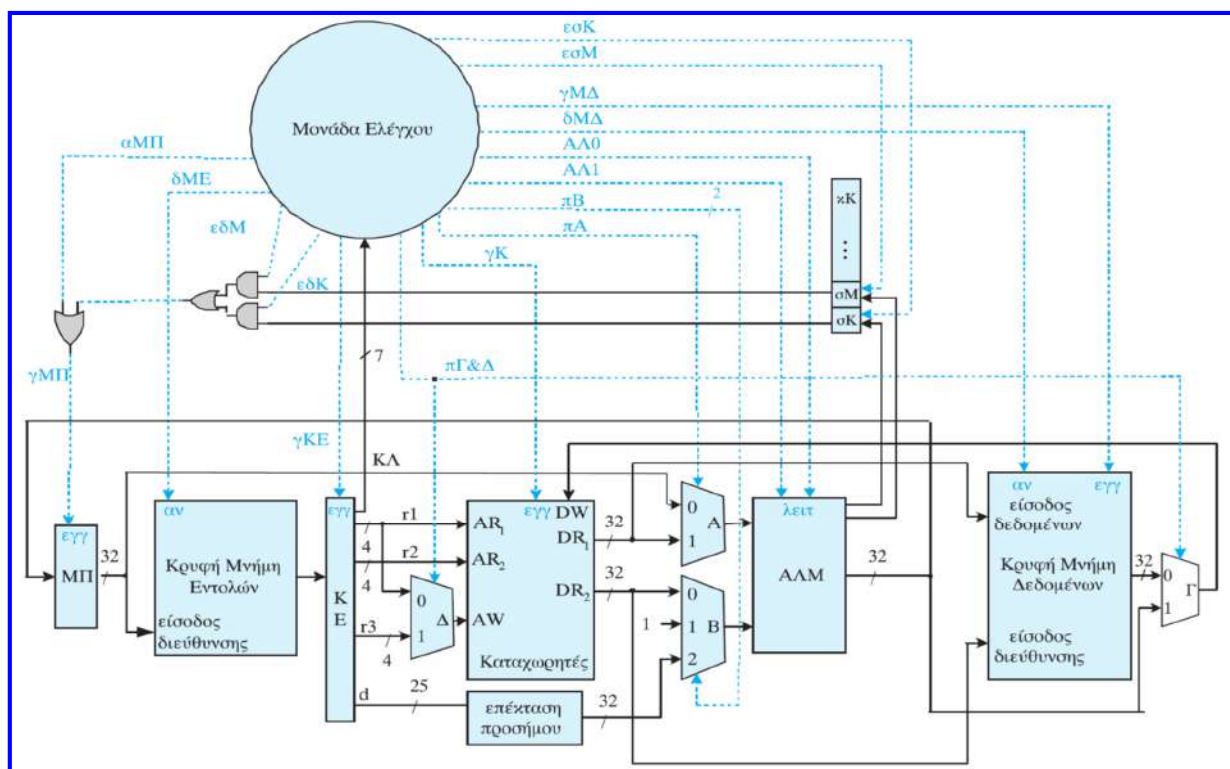 εσΚ
εσΜ
γΜΔ
δΜΔ
ΑΛ0
ΑΛ1
πΒ
2
πΑ
γΚ
Μονάδα Ελέγχου
αΜΠ
δΜΕ
εδΜ
εδΚ
κΚ
...
σΜ
σΚ
7
πΓ&Δ
γΜΠ
γΚΕ
ΚΛ
εγγ
ΜΠ
32
αν
Κρυφή Μνήμη
Εντολών
είσοδος
διεύθυνσης
εγγ
ΚΕ
4
r1
4
r2
4
r3
4
d
25
0
1
Δ
εγγ
DW
AR1
DR1
AR2
DR2
AW
Καταχωρητές
32
32
επέκταση
προσήμου
32
0
1
Α
0
1
1
2
Β
λειτ
ΑΛΜ
32
αν
εγγ
είσοδος
δεδομένων
Κρυφή Μνήμη
Δεδομένων
είσοδος
διεύθυνσης
32
0
1
Γ